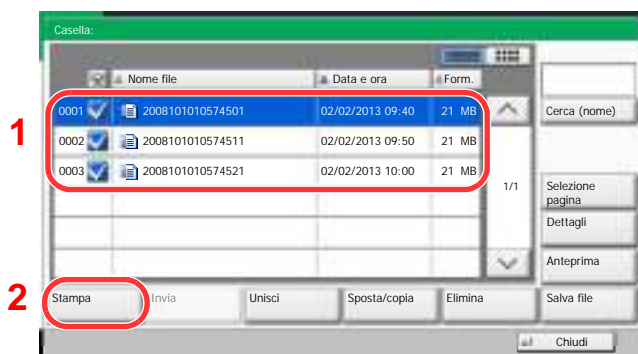 Casella:
Nome file Data e ora Form.
1
0001 2008101010574501 02/02/2013 09:40 21 MB Cerca (nome)
0002 2008101010574511 02/02/2013 09:50 21 MB
0003 2008101010574521 02/02/2013 10:00 21 MB
1/1
Selezione
pagina
Dettagli
Anteprima
2
Stampa Invia Unisci Sposta/copia Elimina Salva file
Chiudi